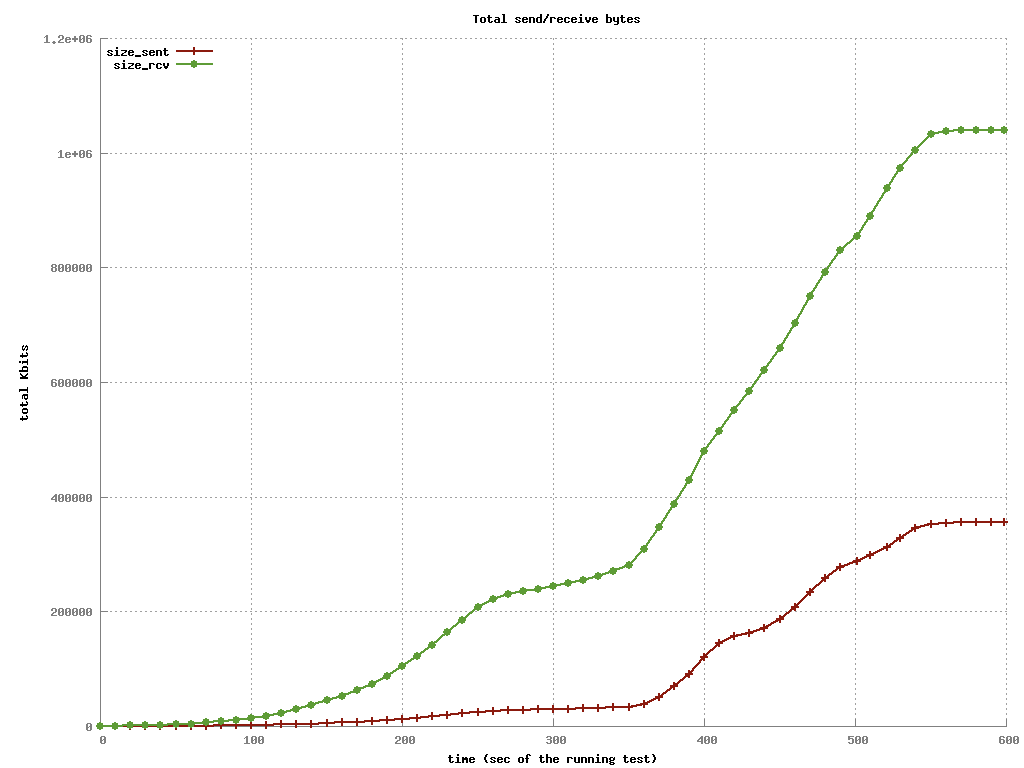 Total send/receive bytes
1.2e+06
1e+06
800000
600000
400000
200000
0
total Kbits
size_sent
size_rcv
0 100 200 300 400 500 600
time (sec of the running test)